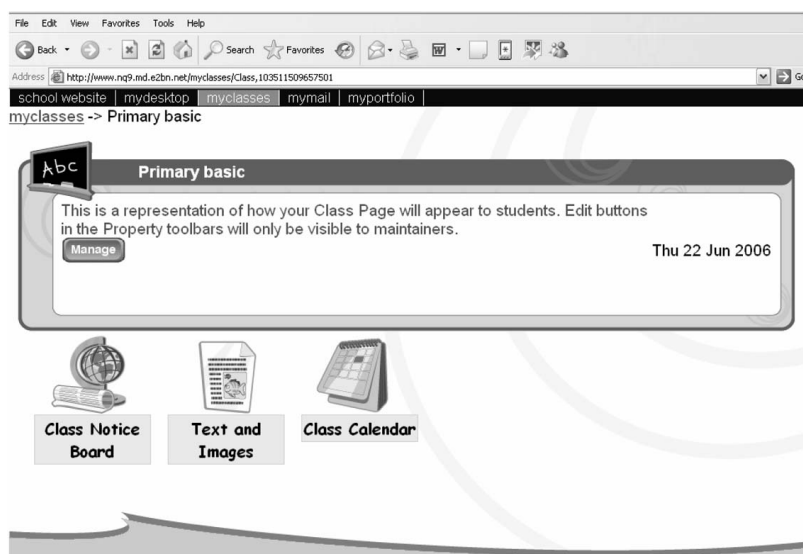 File Edit View Favorites Tools Help
Back Search Favorites
Address http://www.nq9.md.e2bn.net/myclasses/Class,103511509657501 Go
school website | mydesktop | myclasses | mymail | myportfolio |
myclasses -> Primary basic
Abc Primary basic
This is a representation of how your Class Page will appear to students. Edit buttons
in the Property toolbars will only be visible to maintainers.
Manage Thu 22 Jun 2006
Class Notice
Board
Text and
Images
Class Calendar